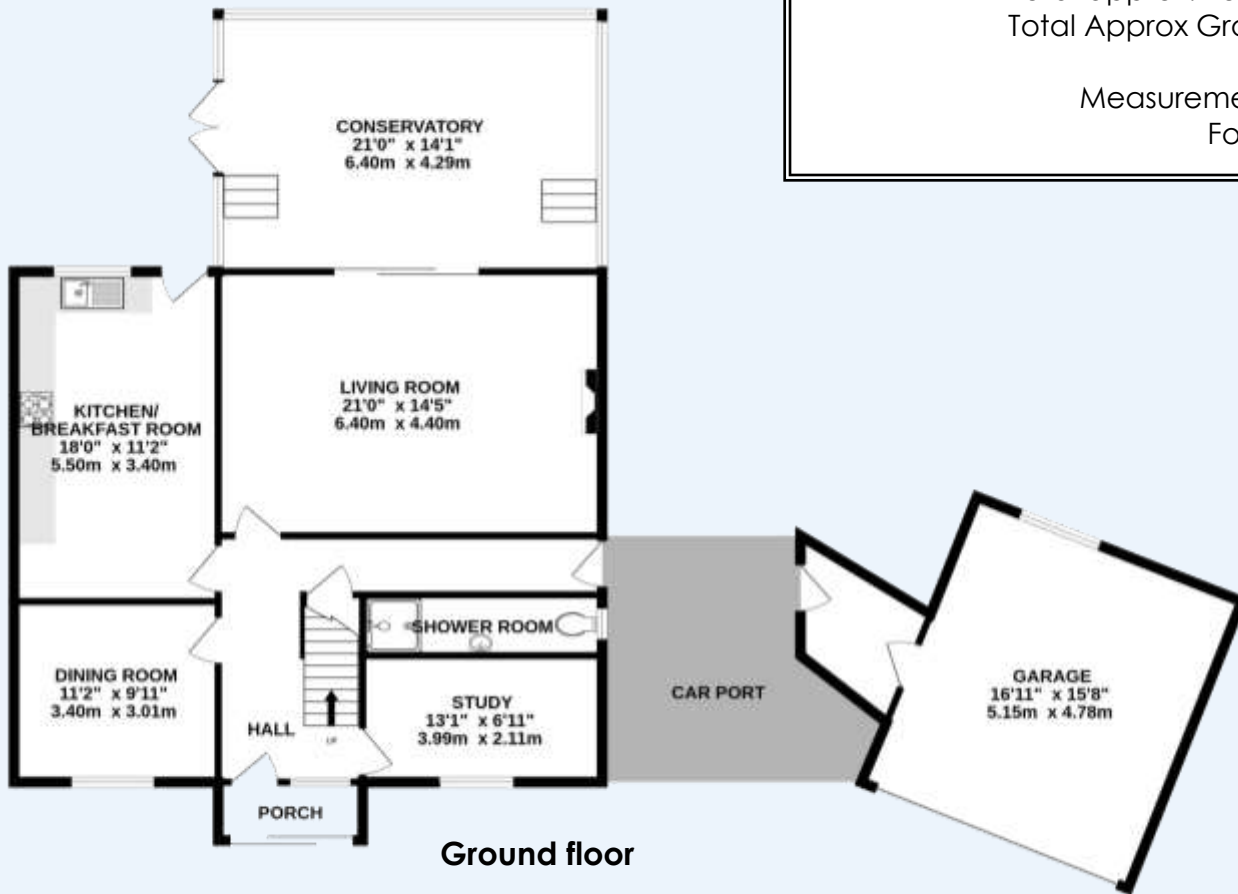 Total Approx Gro
Measureme
Fo
CONSERVATORY
21'0" x 14'1"
6.40m x 4.29m
LIVING ROOM
21'0" x 14'5"
6.40m x 4.40m
KITCHEN/
BREAKFAST ROOM
18'0" x 11'2"
5.50m x 3.40m
SHOWER ROOM
DINING ROOM
11'2" x 9'11"
3.40m x 3.01m
HALL
UP
STUDY
13'1" x 6'11"
3.99m x 2.11m
CAR PORT
GARAGE
16'11" x 15'8"
5.15m x 4.78m
PORCH
Ground floor